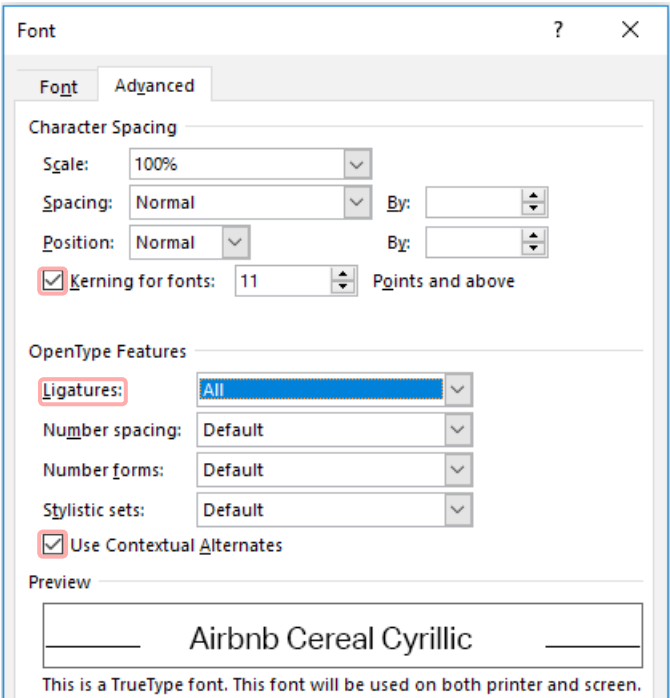 Font ?
Font Advanced
Character Spacing
Scale: 100%
Spacing: Normal By:
Position: Normal By:
Kerning for fonts: 11 Points and above
OpenType Features
Ligatures: All
Number spacing: Default
Number forms: Default
Stylistic sets: Default
Use Contextual Alternates
Preview
Airbnb Cereal Cyrillic
This is a TrueType font. This font will be used on both printer and screen.